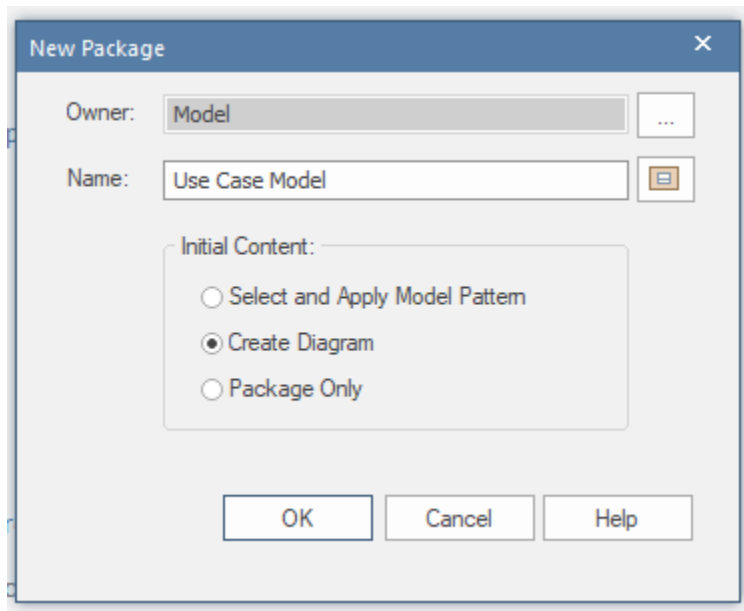 New Package
Owner: Model ...
Name: Use Case Model
Initial Content:
Select and Apply Model Pattern
Create Diagram
Package Only
OK Cancel Help